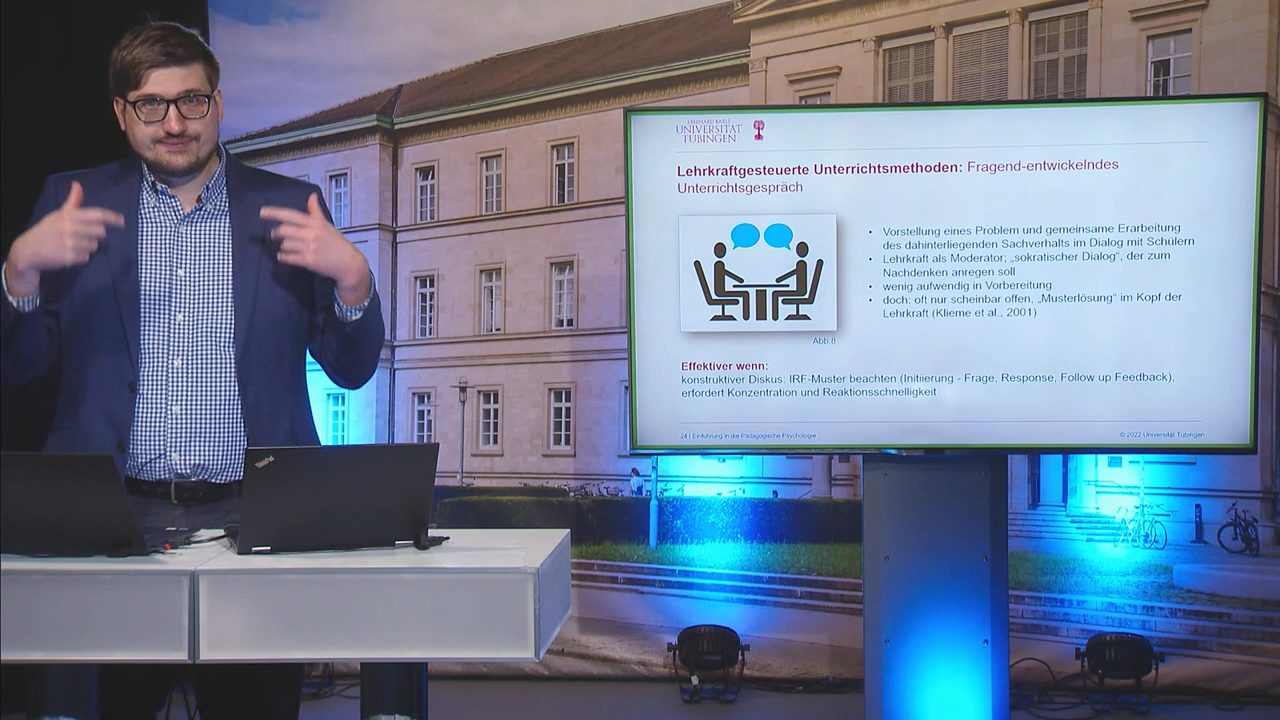 EBERHARD KARLS
UNIVERSITÄT
TÜBINGEN
Lehrkraftgesteuerte Unterrichtsmethoden: Fragend-entwickelndes
Unterrichtsgespräch
• Vorstellung eines Problem und gemeinsame Erarbeitung
des dahinterliegenden Sachverhalts im Dialog mit Schülern
• Lehrkraft als Moderator; „sokratischer Dialog“, der zum
Nachdenken anregen soll
• wenig aufwendig in Vorbereitung
• doch: oft nur scheinbar offen, „Musterlösung“ im Kopf der
Lehrkraft (Klieme et al., 2001)
Abb.8
Effektiver wenn:
konstruktiver Diskus: IRF-Muster beachten (Initiierung - Frage, Response, Follow up Feedback),
erfordert Konzentration und Reaktionsschnelligkeit
24 | Einführung in die Pädagogische Psychologie
© 2022 Universität Tübingen
ThinkPad